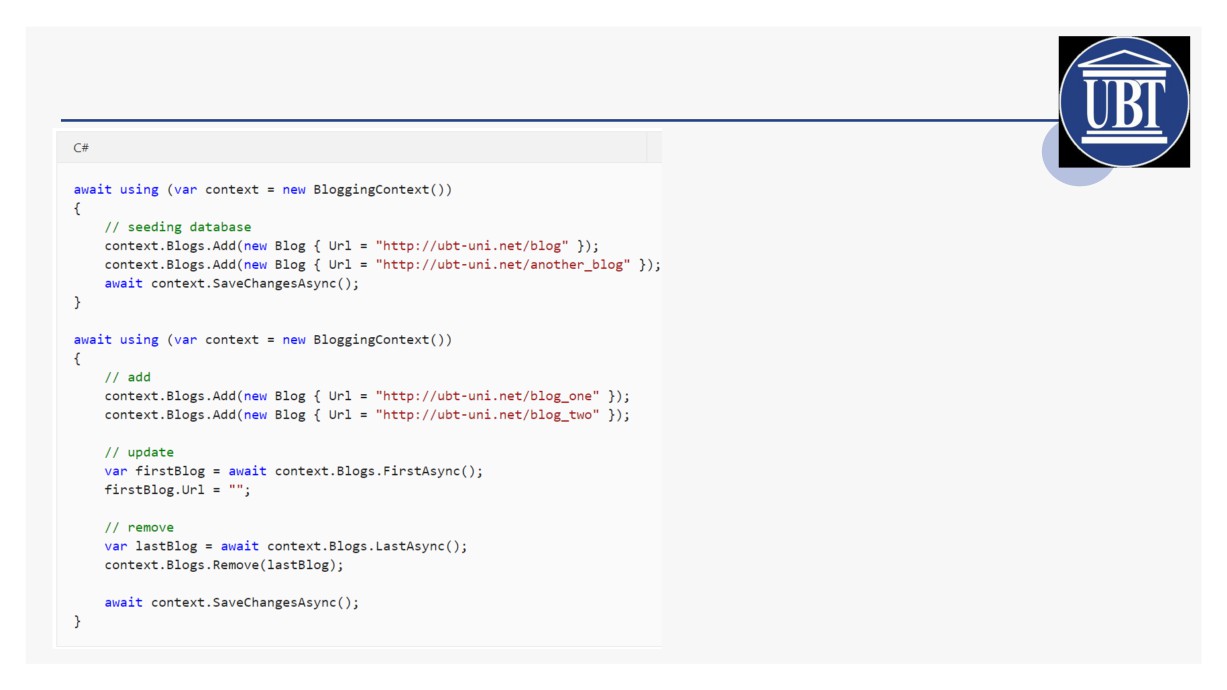 UBT
C#
await using (var context = new BloggingContext())
{
    // seeding database
    context.Blogs.Add(new Blog { Url = "http://ubt-uni.net/blog" });
    context.Blogs.Add(new Blog { Url = "http://ubt-uni.net/another_blog" });
    await context.SaveChangesAsync();
}
await using (var context = new BloggingContext())
{
    // add
    context.Blogs.Add(new Blog { Url = "http://ubt-uni.net/blog_one" });
    context.Blogs.Add(new Blog { Url = "http://ubt-uni.net/blog_two" });
    // update
    var firstBlog = await context.Blogs.FirstAsync();
    firstBlog.Url = "";
    // remove
    var lastBlog = await context.Blogs.LastAsync();
    context.Blogs.Remove(lastBlog);
    await context.SaveChangesAsync();
}